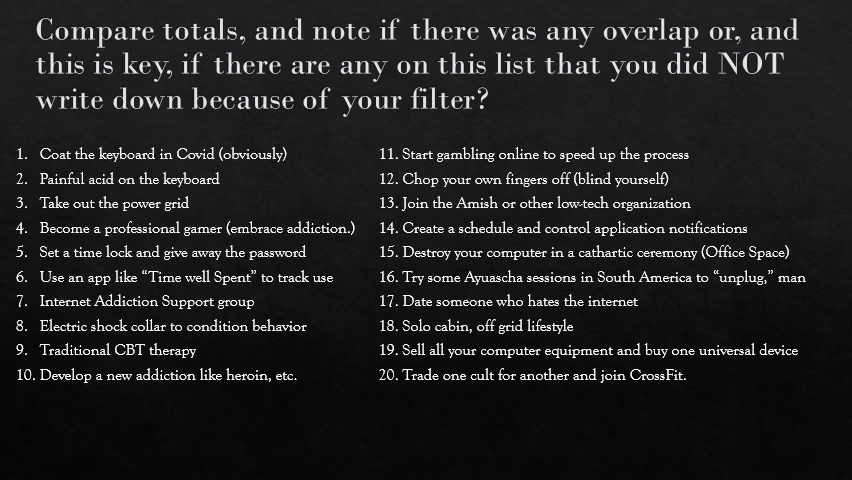 Compare totals, and note if there was any overlap or, and
this is key, if there are any on this list that you did NOT
write down because of your filter?
1. Coat the keyboard in Covid (obviously)
2. Painful acid on the keyboard
3. Take out the power grid
4. Become a professional gamer (embrace addiction.)
5. Set a time lock and give away the password
6. Use an app like “Time well Spent” to track use
7. Internet Addiction Support group
8. Electric shock collar to condition behavior
9. Traditional CBT therapy
10. Develop a new addiction like heroin, etc.
11. Start gambling online to speed up the process
12. Chop your own fingers off (blind yourself)
13. Join the Amish or other low-tech organization
14. Create a schedule and control application notifications
15. Destroy your computer in a cathartic ceremony (Office Space)
16. Try some Ayuascha sessions in South America to “unplug,” man
17. Date someone who hates the internet
18. Solo cabin, off grid lifestyle
19. Sell all your computer equipment and buy one universal device
20. Trade one cult for another and join CrossFit.